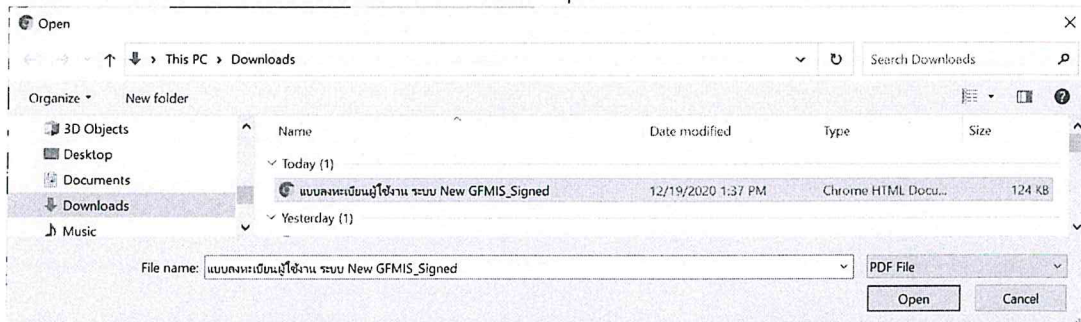 Open
This PC > Downloads
Search Downloads
Organize
New folder
3D Objects
Desktop
Documents
Downloads
Music
Name
Date modified
Type
Size
Today (1)
แบบลงทะเบียนผู้ใช้งาน ระบบ New GFMIS_Signed
12/19/2020 1:37 PM
Chrome HTML Docu...
124 KB
Yesterday (1)
File name:
แบบลงทะเบียนผู้ใช้งาน ระบบ New GFMIS_Signed
PDF File
Open
Cancel